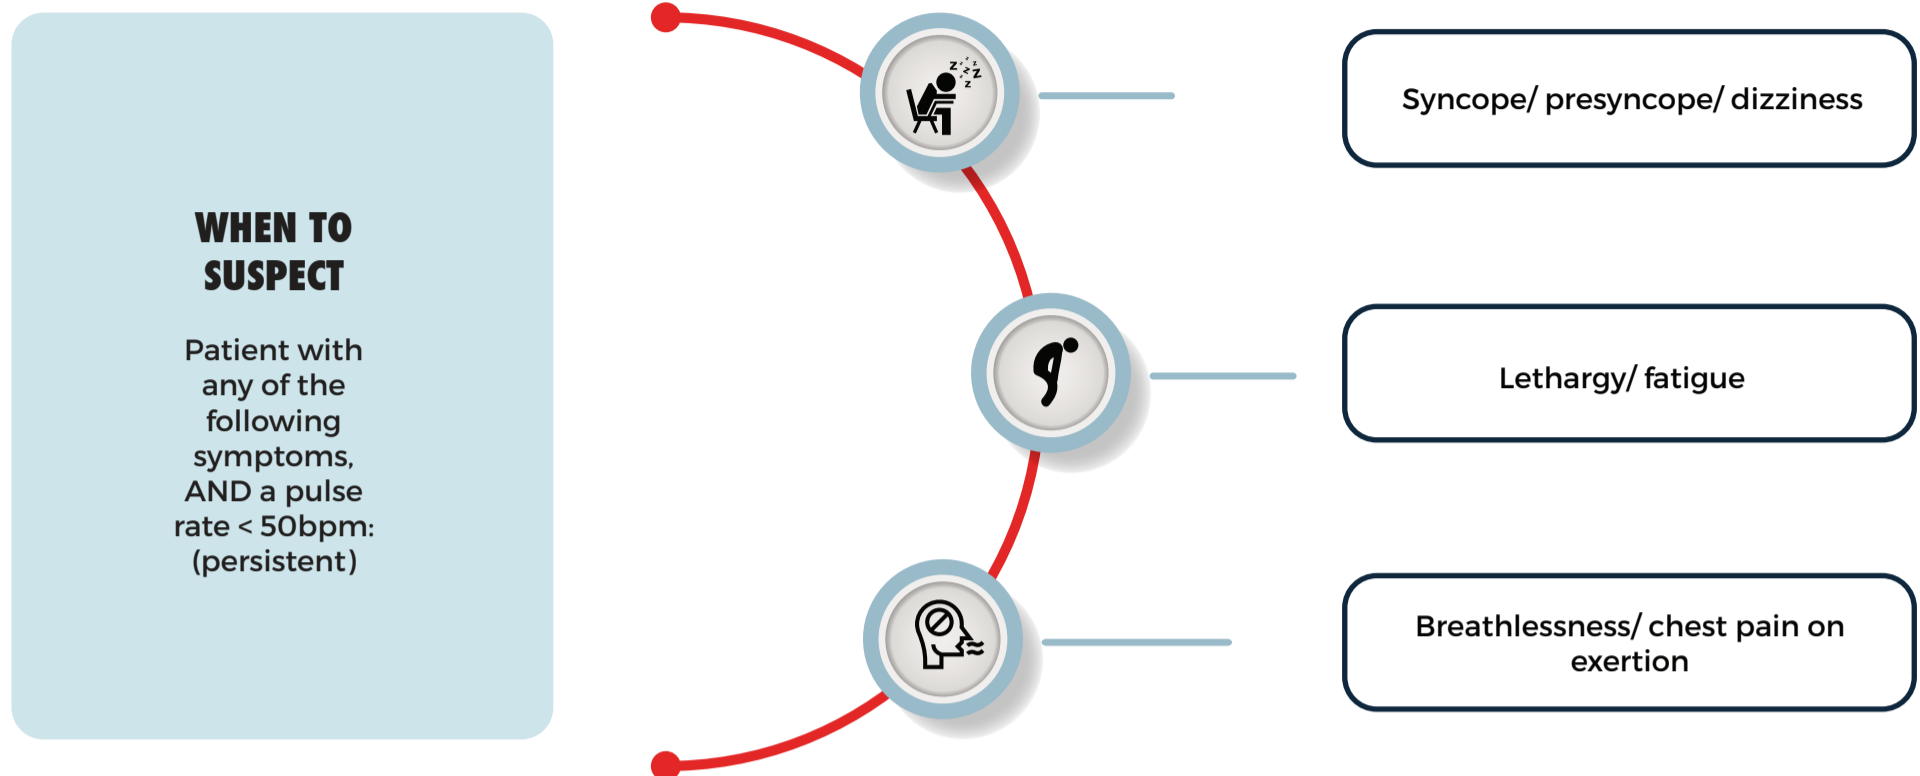 WHEN TO
SUSPECT
Patient with
any of the
following
symptoms,
AND a pulse
rate < 50bpm:
(persistent)
z z z z z z z
Syncope/ presyncope/ dizziness
Lethargy/ fatigue
Breathlessness/ chest pain on
exertion